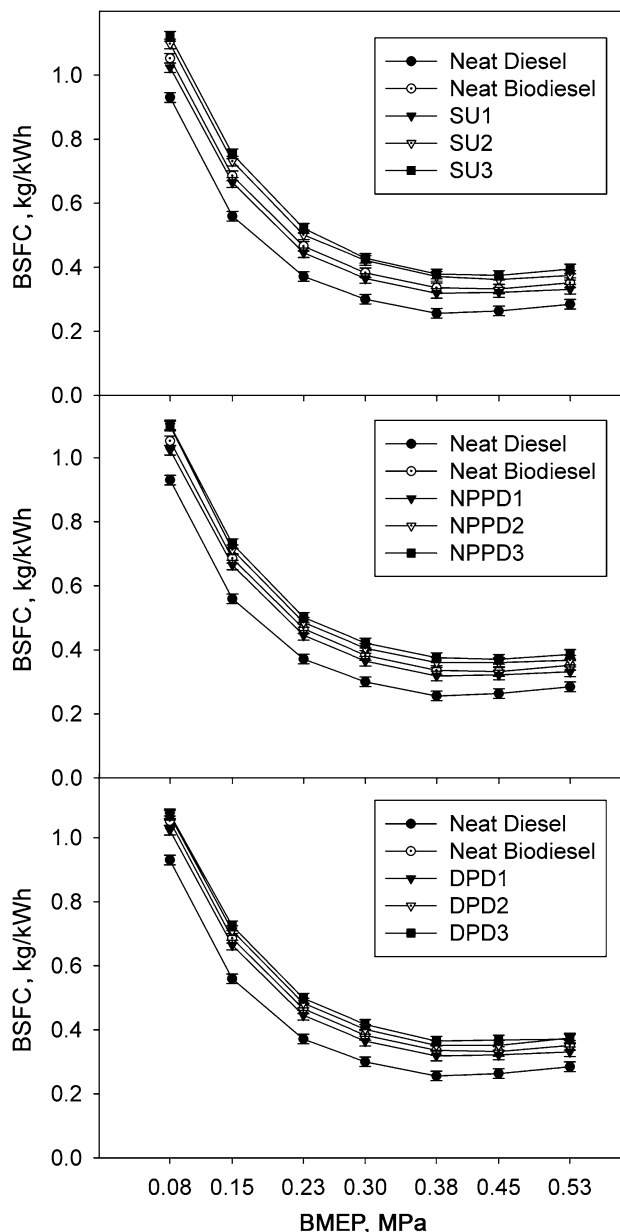 BSFC, kg/kWh
1.0
0.8
0.6
0.4
0.2
0.0
Neat Diesel
Neat Biodiesel
SU1
SU2
SU3
BSFC, kg/kWh
1.0
0.8
0.6
0.4
0.2
0.0
Neat Diesel
Neat Biodiesel
NPPD1
NPPD2
NPPD3
BSFC, kg/kWh
1.0
0.8
0.6
0.4
0.2
0.0
Neat Diesel
Neat Biodiesel
DPD1
DPD2
DPD3
0.08 0.15 0.23 0.30 0.38 0.45 0.53
BMEP, MPa